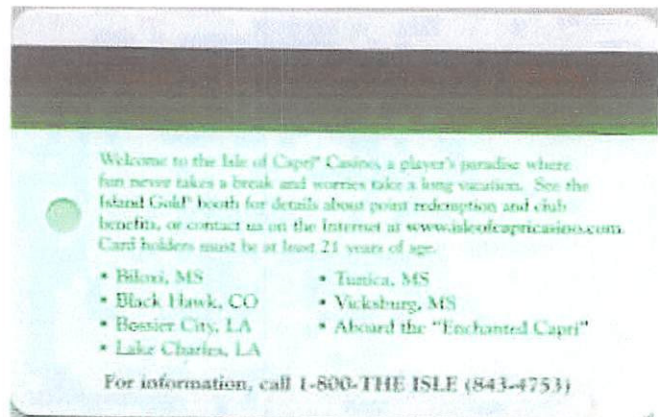 Welcome to the Isle of Capri® Casino, a player's paradise where
fun never takes a break and worries take a long vacation. See the
Island Gold® booth for details about point redemption and club
benefits, or contact us on the Internet at www.isleofcapricasino.com.
Card holders must be at least 21 years of age.
• Biloxi, MS
• Black Hawk, CO
• Bossier City, LA
• Lake Charles, LA
• Tunica, MS
• Vicksburg, MS
• Aboard the "Enchanted Capri"
For information, call 1-800-THE ISLE (843-4753)